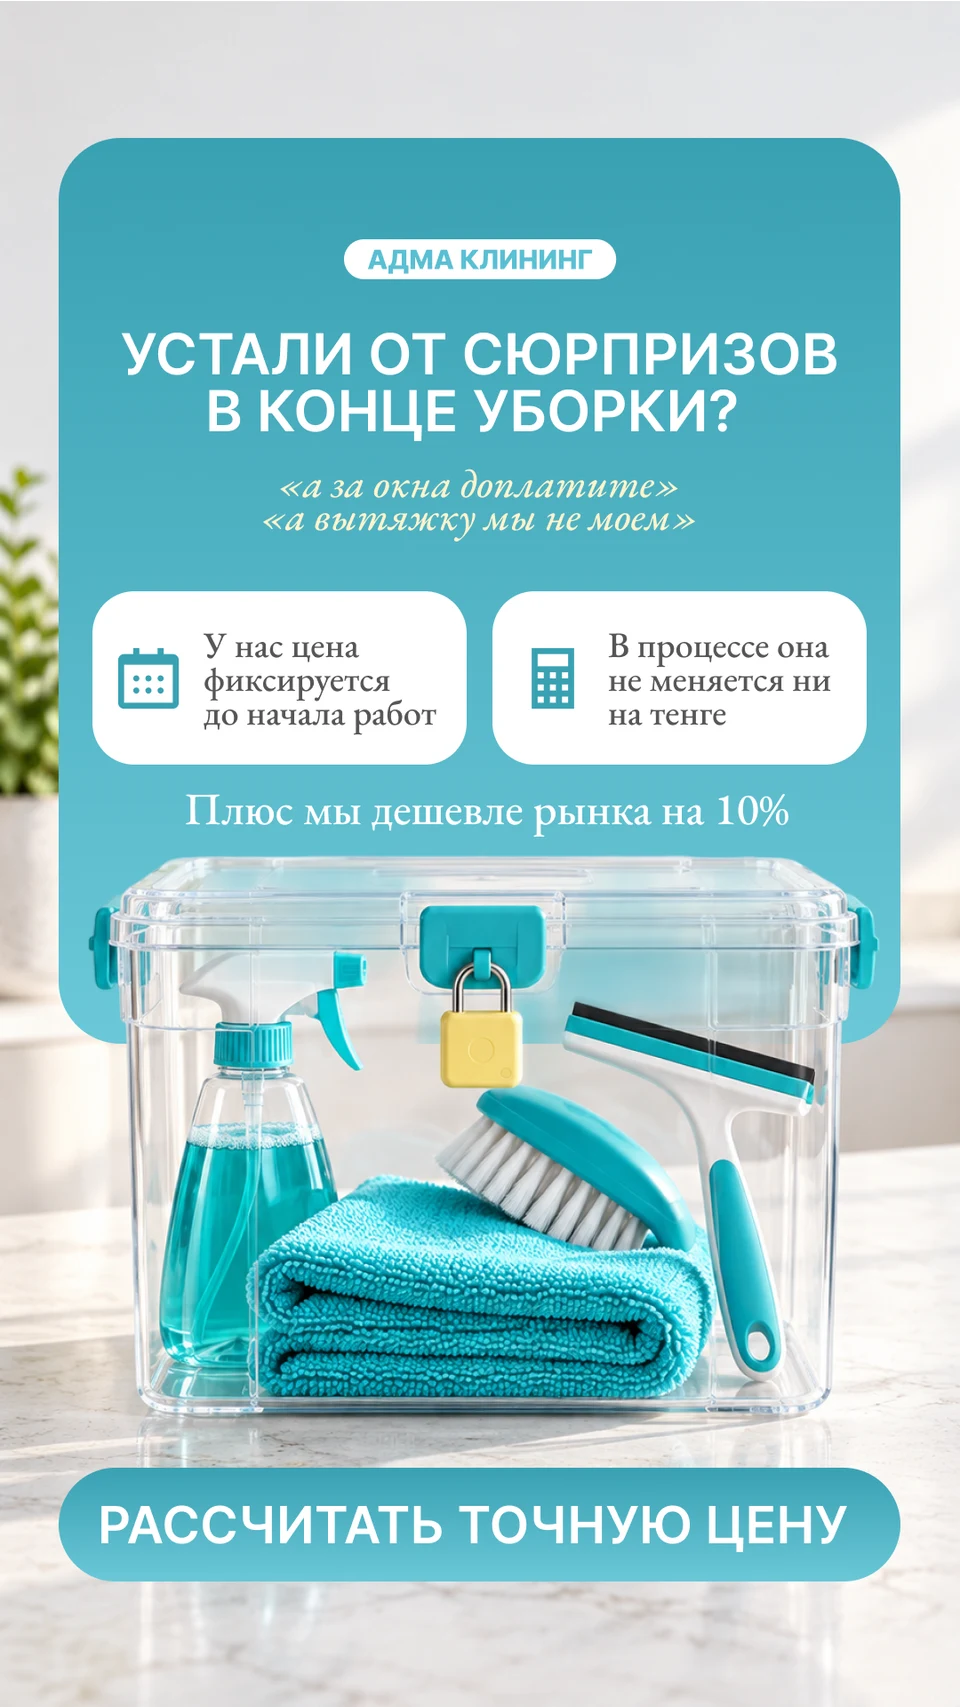 АДМА КЛИНИНГ
УСТАЛИ ОТ СЮРПРИЗОВ
В КОНЦЕ УБОРКИ?
«а за окна доплатите»
«а вытяжку мы не моем»
У нас цена
фиксируется
до начала работ
В процессе она
не меняется ни
на тенге
Плюс мы дешевле рынка на 10%
РАССЧИТАТЬ ТОЧНУЮ ЦЕНУ